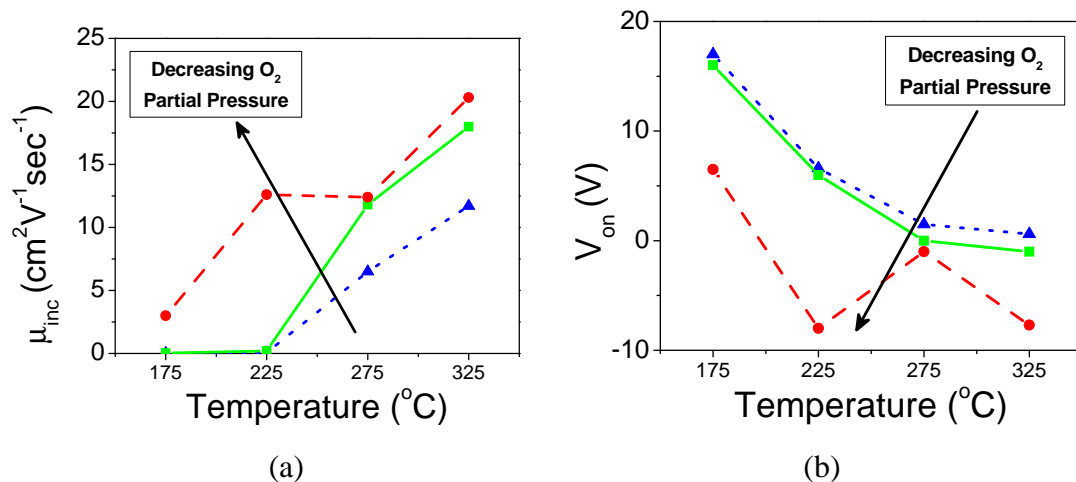 25
20
15
10
5
0
μinc (cm2V-1sec-1)
Decreasing O2
Partial Pressure
175
225
275
325
Temperature (oC)
(a)
20
10
0
-10
Von (V)
Decreasing O2
Partial Pressure
175
225
275
325
Temperature (oC)
(b)